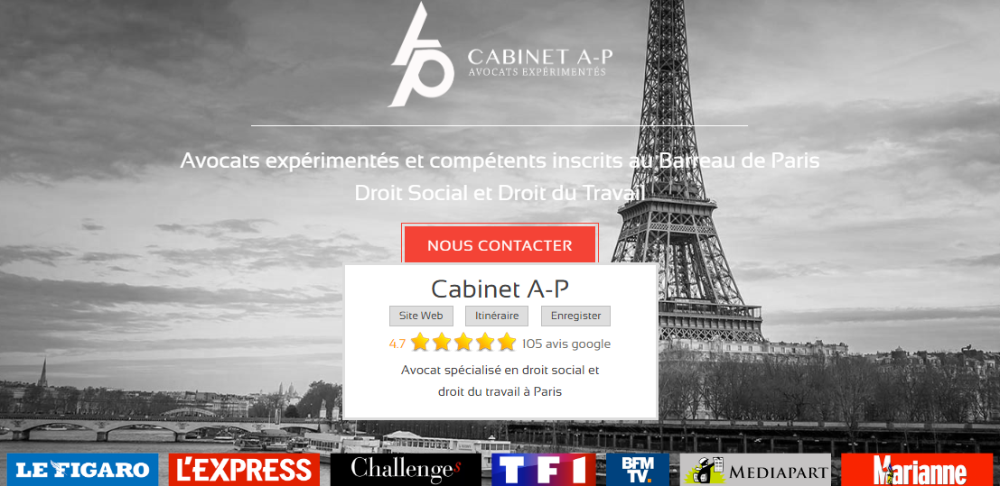 CABINET A-P
AVOCATS EXPÉRIMENTÉS
Avocats expérimentés et compétents inscrits au Barreau de Paris
Droit Social et Droit du Travail
NOUS CONTACTER
Cabinet A-P
Site Web Itinéraire Enregister
4.7 105 avis google
Avocat spécialisé en droit social et
droit du travail à Paris
LE FIGARO L'EXPRESS Challenges TF1 BFM TV. MEDIAPART Marianne